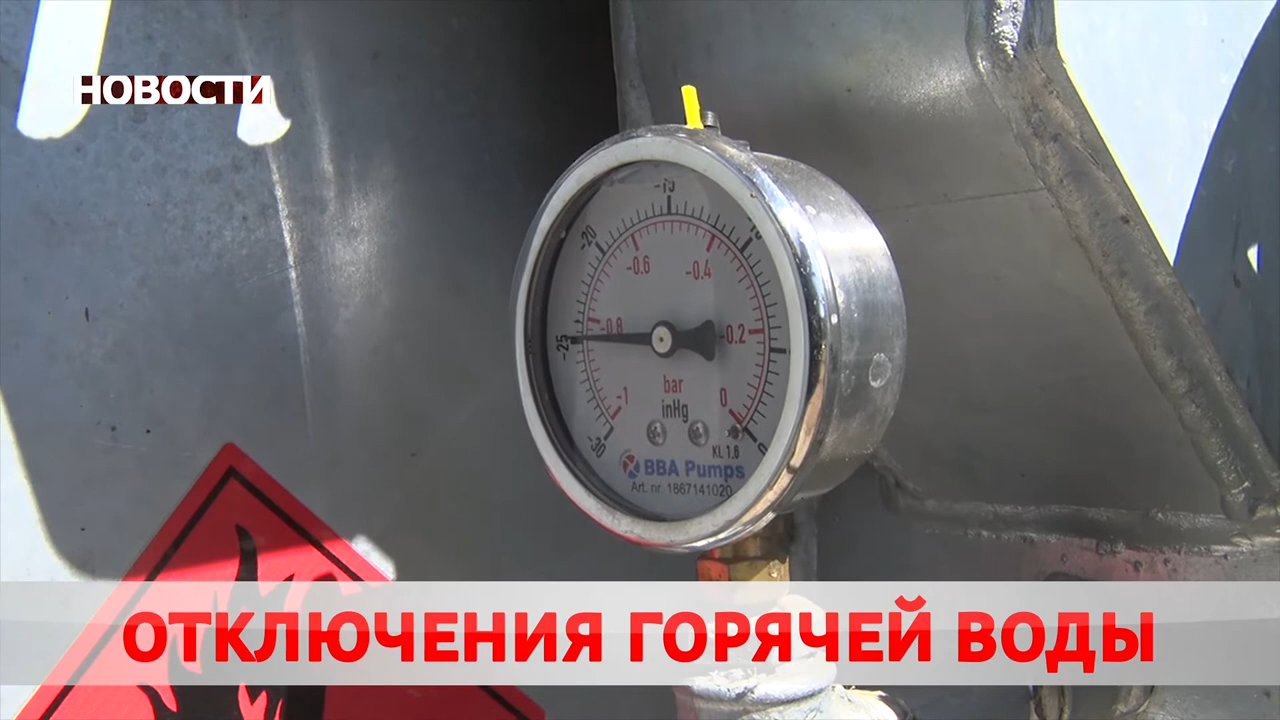 НОВОСТИ
-15
-20
-10
-0.6
-0.4
-25
-0.8
-0.2
bar
-1
0
inHg
-30
KL 1.6
0
BBA Pumps
Art. nr. 1867141020
ОТКЛЮЧЕНИЯ ГОРЯЧЕЙ ВОДЫ